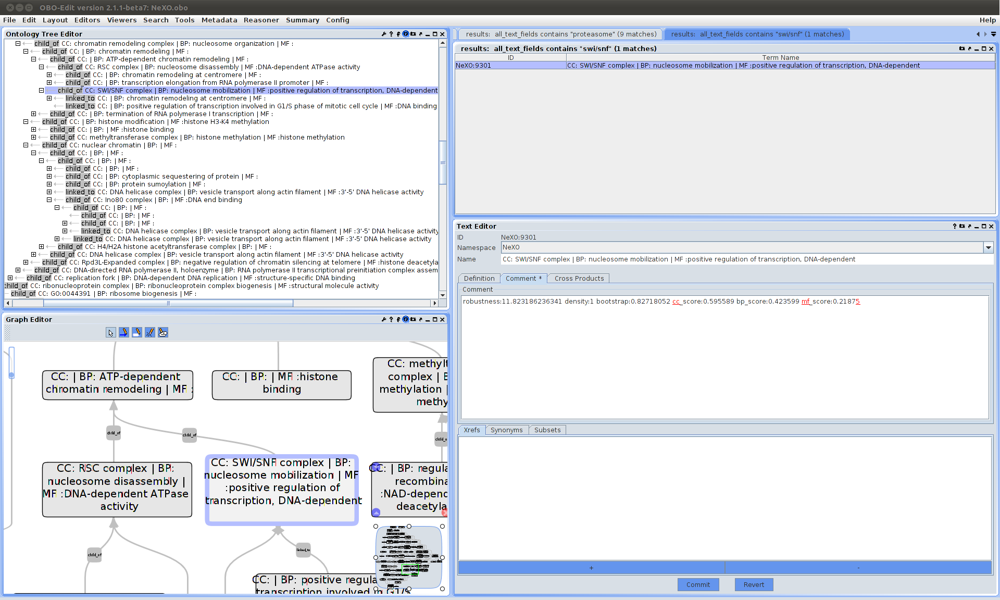 OBO-Edit version 2.1.1-beta7: NeXO.obo
File Edit Layout Editors Viewers Search Tools Metadata Reasoner Summary Config Help
Ontology Tree Editor
child_of CC: chromatin remodeling complex | BP: nucleosome organization | MF :
child_of CC: | BP: chromatin remodeling | MF :
child_of CC: | BP: ATP-dependent chromatin remodeling | MF :
child_of CC: RSC complex | BP: nucleosome disassembly | MF :DNA-dependent ATPase activity
child_of CC: | BP: chromatin remodeling at centromere | MF :
child_of CC: | BP: transcription elongation from RNA polymerase II promoter | MF :
child_of CC: SWI/SNF complex | BP: nucleosome mobilization | MF :positive regulation of transcription, DNA-dependent
linked_to CC: | BP: chromatin remodeling at centromere | MF :
linked_to CC: | BP: positive regulation of transcription involved in G1/S phase of mitotic cell cycle | MF :DNA binding
child_of CC: | BP: termination of RNA polymerase I transcription | MF :
child_of CC: | BP: histone modification | MF :histone H3-K4 methylation
child_of CC: | BP: | MF :histone binding
child_of CC: methyltransferase complex | BP: histone methylation | MF :histone methylation
child_of CC: nuclear chromatin | BP: | MF :
child_of CC: | BP: | MF :
child_of CC: | BP: | MF :
child_of CC: | BP: | MF :
child_of CC: | BP: cytoplasmic sequestering of protein | MF :
child_of CC: | BP: protein sumoylation | MF :
linked_to CC: DNA helicase complex | BP: vesicle transport along actin filament | MF :3'-5' DNA helicase activity
child_of CC: Ino80 complex | BP: | MF :DNA end binding
child_of CC: | BP: | MF :
child_of CC: | BP: | MF :
child_of CC: | BP: | MF :
linked_to CC: DNA helicase complex | BP: vesicle transport along actin filament | MF :3'-5' DNA helicase activity
linked_to CC: DNA helicase complex | BP: vesicle transport along actin filament | MF :3'-5' DNA helicase activity
child_of CC: H4/H2A histone acetyltransferase complex | BP: | MF :
child_of CC: DNA helicase complex | BP: vesicle transport along actin filament | MF :3'-5' DNA helicase activity
child_of CC: Rpd3L-Expanded complex | BP: negative regulation of chromatin silencing at telomere | MF :histone deacetyla
child_of CC: DNA-directed RNA polymerase II, holoenzyme | BP: RNA polymerase II transcriptional preinitiation complex assem
child_of CC: replication fork | BP: DNA-dependent DNA replication | MF :structure-specific DNA binding
child_of CC: ribonucleoprotein complex | BP: ribonucleoprotein complex biogenesis | MF :structural molecule activity
child_of CC: GO:0044391 | BP: ribosome biogenesis | MF :
Graph Editor
CC: | BP: ATP-dependent
chromatin remodeling | MF :
CC: | BP: | MF :histone
binding
CC: methylt
complex | B
methylation |
methy
child_of
child_of
child_o
CC: RSC complex | BP:
nucleosome disassembly |
MF :DNA-dependent ATPase
activity
CC: SWI/SNF complex | BP:
nucleosome mobilization | MF
:positive regulation of
transcription, DNA-dependent
CC: | BP: regula
recombina
:NAD-depend
deacetyla
child_of
linked_to
CC: | BP: positive regula
transcription involved in G1/S
results: all_text_fields contains "proteasome" (9 matches)
results: all_text_fields contains "swi/snf" (1 matches)
results: all_text_fields contains "swi/snf" (1 matches)
ID Term Name
NeXO:9301 CC: SWI/SNF complex | BP: nucleosome mobilization | MF :positive regulation of transcription, DNA-dependent
Text Editor
ID NeXO:9301
Namespace NeXO
Name CC: SWI/SNF complex | BP: nucleosome mobilization | MF :positive regulation of transcription, DNA-dependent
Definition Comment * Cross Products
Comment
robustness:11.823186236341 density:1 bootstrap:0.82718052 cc_score:0.595589 bp_score:0.423599 mf_score:0.21875
Xrefs Synonyms Subsets
+ -
Commit Revert